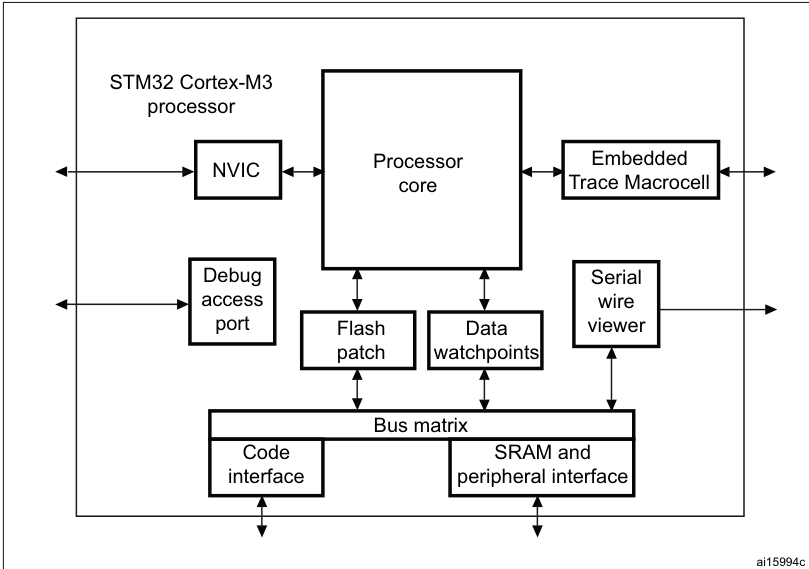 STM32 Cortex-M3
processor
NVIC
Processor
core
Embedded
Trace Macrocell
Debug
access
port
Flash
patch
Data
watchpoints
Serial
wire
viewer
Bus matrix
Code
interface
SRAM and
peripheral interface
ai15994c